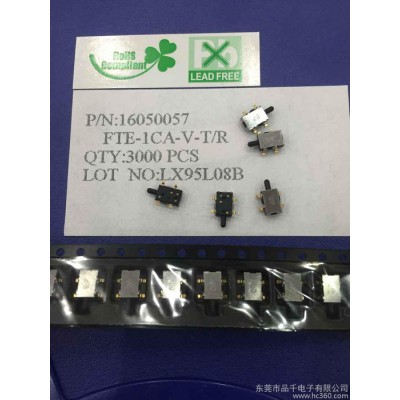 RoHS
Compliant
LEAD FREE
P/N:16050057
FTE-1CA-V-T/R
QTY:3000 PCS
LOT NO:LX95L08B
东莞市品千电子有限公司
www.hc360.com